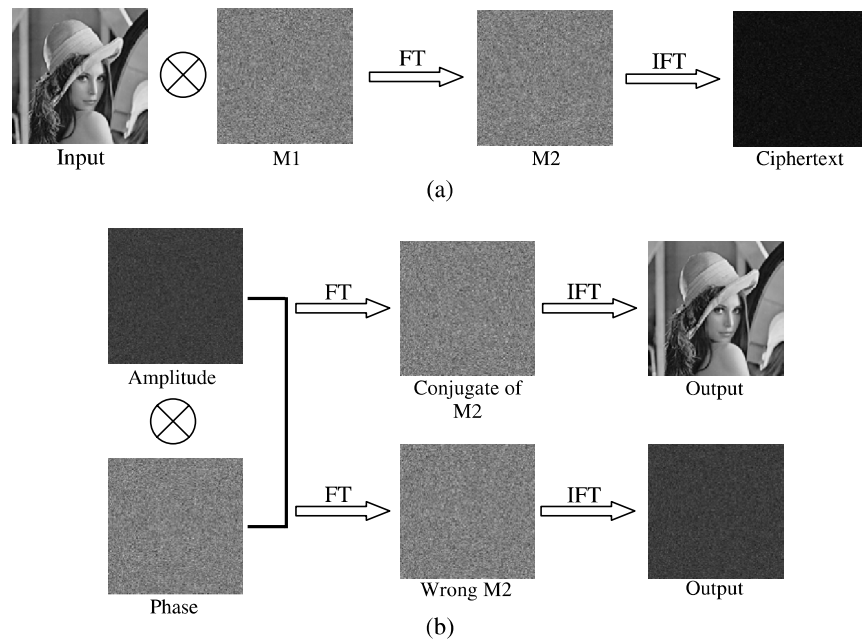 FT
IFT
Input
M1
M2
Ciphertext
(a)
FT
IFT
Amplitude
Conjugate of
M2
Output
FT
IFT
Phase
Wrong M2
Output
(b)